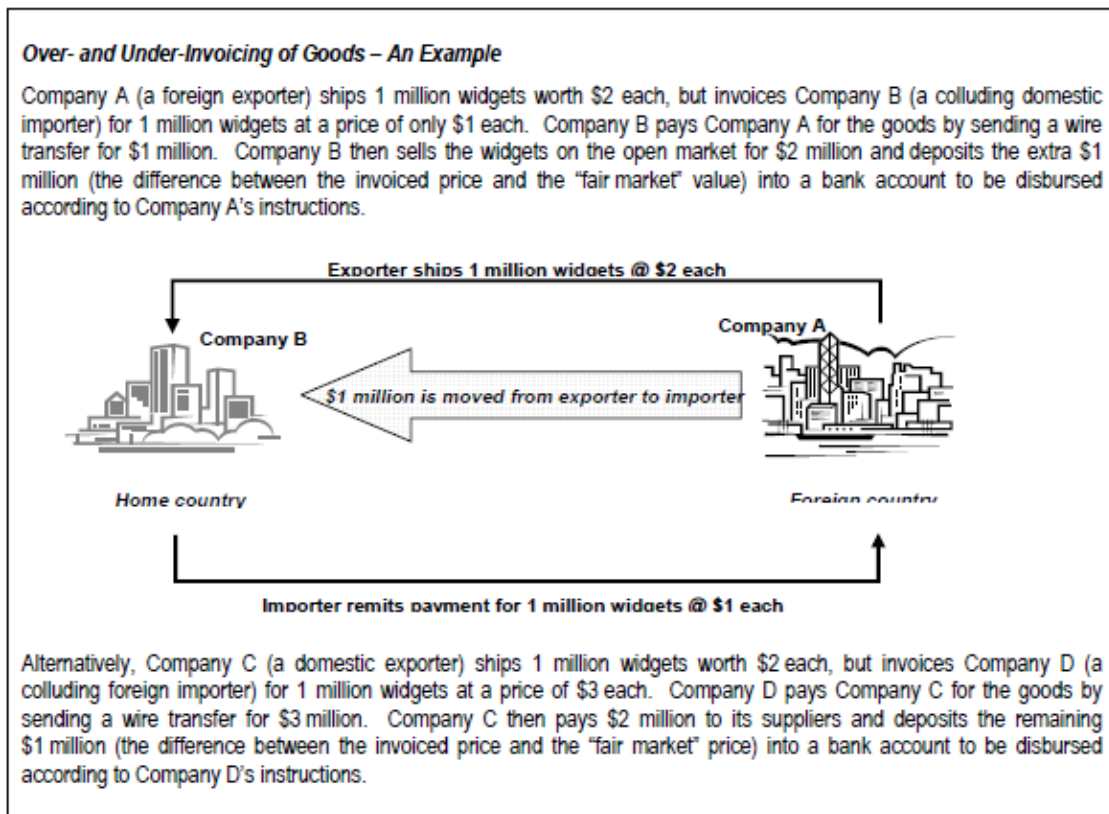 Over- and Under-Invoicing of Goods – An Example
Company A (a foreign exporter) ships 1 million widgets worth $2 each, but invoices Company B (a colluding domestic
importer) for 1 million widgets at a price of only $1 each. Company B pays Company A for the goods by sending a wire
transfer for $1 million. Company B then sells the widgets on the open market for $2 million and deposits the extra $1
million (the difference between the invoiced price and the “fair market” value) into a bank account to be disbursed
according to Company A’s instructions.
Exporter ships 1 million widgets @ $2 each
Company B
Company A
$1 million is moved from exporter to importer
Home country
Foreign country
Importer remits payment for 1 million widgets @ $1 each
Alternatively, Company C (a domestic exporter) ships 1 million widgets worth $2 each, but invoices Company D (a
colluding foreign importer) for 1 million widgets at a price of $3 each. Company D pays Company C for the goods by
sending a wire transfer for $3 million. Company C then pays $2 million to its suppliers and deposits the remaining
$1 million (the difference between the invoiced price and the “fair market” price) into a bank account to be disbursed
according to Company D’s instructions.